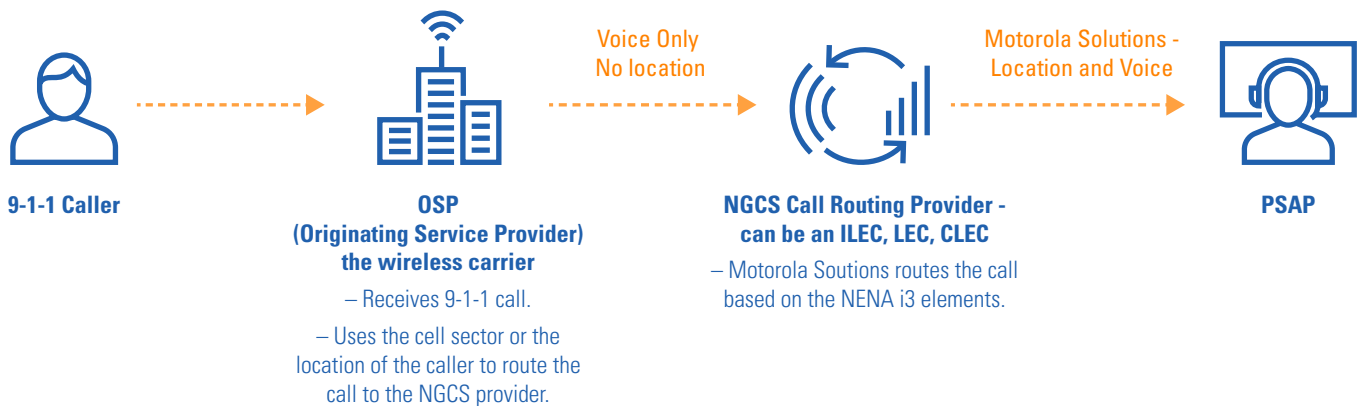 Voice Only
No location
Motorola Solutions -
Location and Voice
9-1-1 Caller
OSP
(Originating Service Provider)
the wireless carrier
– Receives 9-1-1 call.
– Uses the cell sector or the
location of the caller to route the
call to the NGCS provider.
NGCS Call Routing Provider -
can be an ILEC, LEC, CLEC
– Motorola Soutions routes the call
based on the NENA i3 elements.
PSAP